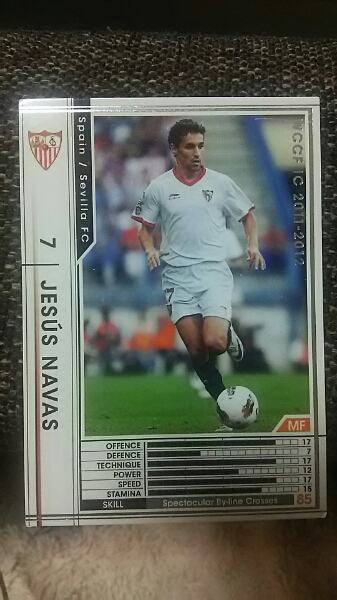 Spain / Sevilla FC
7 JESÚS NAVAS
WCCF IC 2011-2012
MF
OFFENCE 17
DEFENCE 7
TECHNIQUE 17
POWER 12
SPEED 17
STAMINA 15
SKILL Spectacular By-line Crosses 85